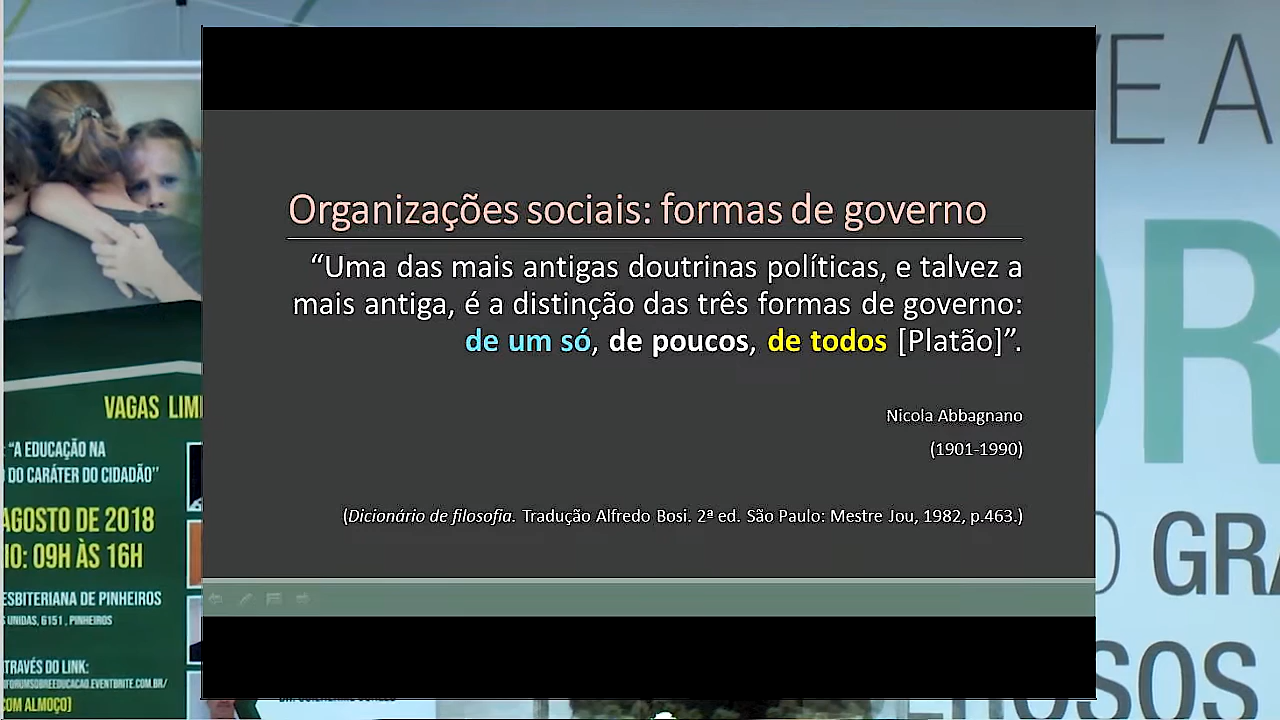 Organizações sociais: formas de governo
“Uma das mais antigas doutrinas políticas, e talvez a
mais antiga, é a distinção das três formas de governo:
de um só, de poucos, de todos [Platão]”.
Nicola Abbagnano
(1901-1990)
(Dicionário de filosofia. Tradução Alfredo Bosi. 2ª ed. São Paulo: Mestre Jou, 1982, p.463.)
VAGAS LIMI
: “A EDUCAÇÃO NA
DO CARÁTER DO CIDADÃO”
AGOSTO DE 2018
IO: 09H ÀS 16H
ESBITERIANA DE PINHEIROS
S UNIDAS, 6151 , PINHEIROS
TRAVÉS DO LINK:
FORUMSOBREEDUCACAO.EVENTBRITE.COM.BR/
COM ALMOÇO)
E A
OR
O GRA
OSOS